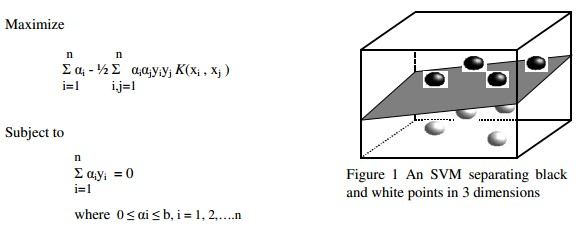 Maximize
n n
Σ αᵢ - ½ Σ αᵢαⱼyᵢyⱼ K(xᵢ , xⱼ )
i=1 i,j=1
Subject to
n
Σ αᵢyᵢ = 0
i=1
where 0 ≤ αi ≤ b, i = 1, 2,….n
Figure 1 An SVM separating black
and white points in 3 dimensions